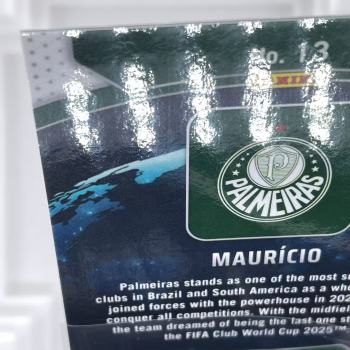 No. 13
PANINI
PALMEIRAS
MAURÍCIO
Palmeiras stands as one of the most
clubs in Brazil and South America as a
joined forces with the powerhouse in
conquer all competitions. With the
the team dreamed of being the last one
the FIFA Club World Cup 2025™